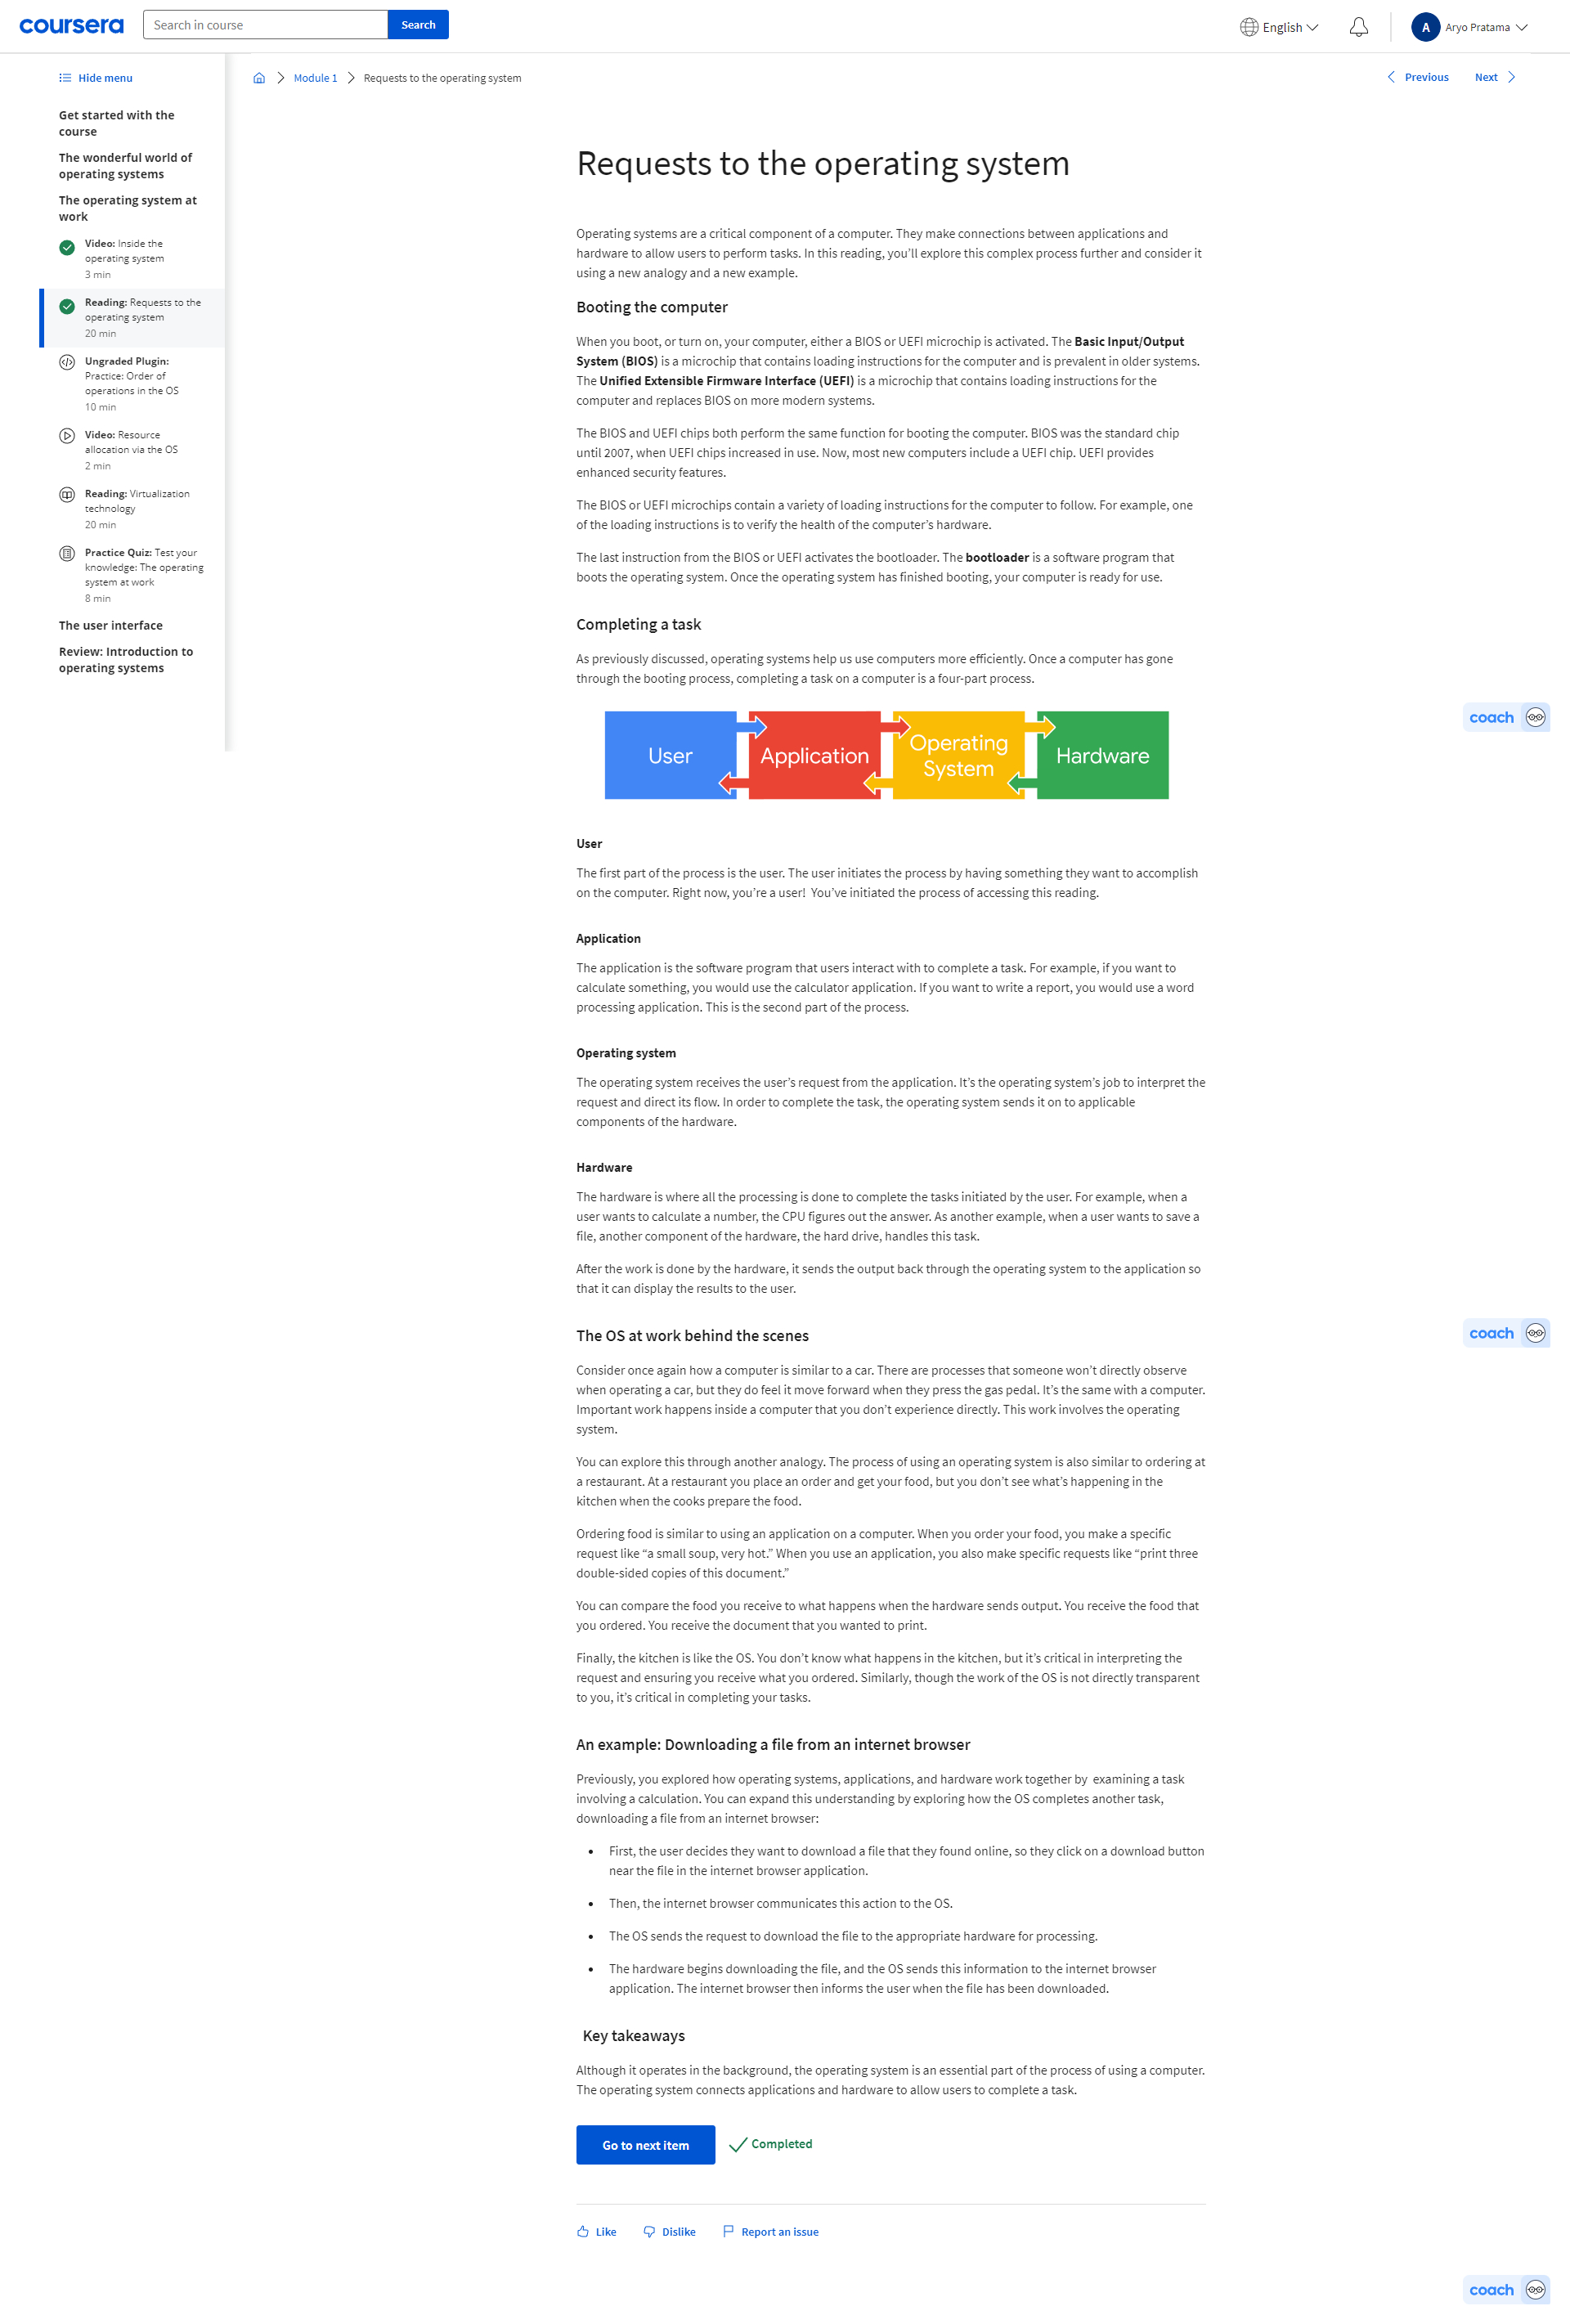 coursera
Search in course
Search
English
A
Aryo Pratama
Hide menu
Get started with the
course
The wonderful world of
operating systems
The operating system at
work
Video: Inside the
operating system
3 min
Reading: Requests to the
operating system
20 min
Ungraded Plugin:
Practice: Order of
operations in the OS
10 min
Video: Resource
allocation via the OS
2 min
Reading: Virtualization
technology
20 min
Practice Quiz: Test your
knowledge: The operating
system at work
8 min
The user interface
Review: Introduction to
operating systems
Module 1
Requests to the operating system
Previous
Next
Requests to the operating system
Operating systems are a critical component of a computer. They make connections between applications and
hardware to allow users to perform tasks. In this reading, you’ll explore this complex process further and consider it
using a new analogy and a new example.
Booting the computer
When you boot, or turn on, your computer, either a BIOS or UEFI microchip is activated. The Basic Input/Output
System (BIOS) is a microchip that contains loading instructions for the computer and is prevalent in older systems.
The Unified Extensible Firmware Interface (UEFI) is a microchip that contains loading instructions for the
computer and replaces BIOS on more modern systems.
The BIOS and UEFI chips both perform the same function for booting the computer. BIOS was the standard chip
until 2007, when UEFI chips increased in use. Now, most new computers include a UEFI chip. UEFI provides
enhanced security features.
The BIOS or UEFI microchips contain a variety of loading instructions for the computer to follow. For example, one
of the loading instructions is to verify the health of the computer’s hardware.
The last instruction from the BIOS or UEFI activates the bootloader. The bootloader is a software program that
boots the operating system. Once the operating system has finished booting, your computer is ready for use.
Completing a task
As previously discussed, operating systems help us use computers more efficiently. Once a computer has gone
through the booting process, completing a task on a computer is a four-part process.
User
Application
Operating
System
Hardware
coach
User
The first part of the process is the user. The user initiates the process by having something they want to accomplish
on the computer. Right now, you’re a user! You’ve initiated the process of accessing this reading.
Application
The application is the software program that users interact with to complete a task. For example, if you want to
calculate something, you would use the calculator application. If you want to write a report, you would use a word
processing application. This is the second part of the process.
Operating system
The operating system receives the user’s request from the application. It’s the operating system’s job to interpret the
request and direct its flow. In order to complete the task, the operating system sends it on to applicable
components of the hardware.
Hardware
The hardware is where all the processing is done to complete the tasks initiated by the user. For example, when a
user wants to calculate a number, the CPU figures out the answer. As another example, when a user wants to save a
file, another component of the hardware, the hard drive, handles this task.
After the work is done by the hardware, it sends the output back through the operating system to the application so
that it can display the results to the user.
coach
The OS at work behind the scenes
Consider once again how a computer is similar to a car. There are processes that someone won’t directly observe
when operating a car, but they do feel it move forward when they press the gas pedal. It’s the same with a computer.
Important work happens inside a computer that you don’t experience directly. This work involves the operating
system.
You can explore this through another analogy. The process of using an operating system is also similar to ordering at
a restaurant. At a restaurant you place an order and get your food, but you don’t see what’s happening in the
kitchen when the cooks prepare the food.
Ordering food is similar to using an application on a computer. When you order your food, you make a specific
request like “a small soup, very hot.” When you use an application, you also make specific requests like “print three
double-sided copies of this document.”
You can compare the food you receive to what happens when the hardware sends output. You receive the food that
you ordered. You receive the document that you wanted to print.
Finally, the kitchen is like the OS. You don’t know what happens in the kitchen, but it’s critical in interpreting the
request and ensuring you receive what you ordered. Similarly, though the work of the OS is not directly transparent
to you, it’s critical in completing your tasks.
An example: Downloading a file from an internet browser
Previously, you explored how operating systems, applications, and hardware work together by examining a task
involving a calculation. You can expand this understanding by exploring how the OS completes another task,
downloading a file from an internet browser:
• First, the user decides they want to download a file that they found online, so they click on a download button
near the file in the internet browser application.
• Then, the internet browser communicates this action to the OS.
• The OS sends the request to download the file to the appropriate hardware for processing.
• The hardware begins downloading the file, and the OS sends this information to the internet browser
application. The internet browser then informs the user when the file has been downloaded.
Key takeaways
Although it operates in the background, the operating system is an essential part of the process of using a computer.
The operating system connects applications and hardware to allow users to complete a task.
Go to next item
Completed
Like
Dislike
Report an issue
coach